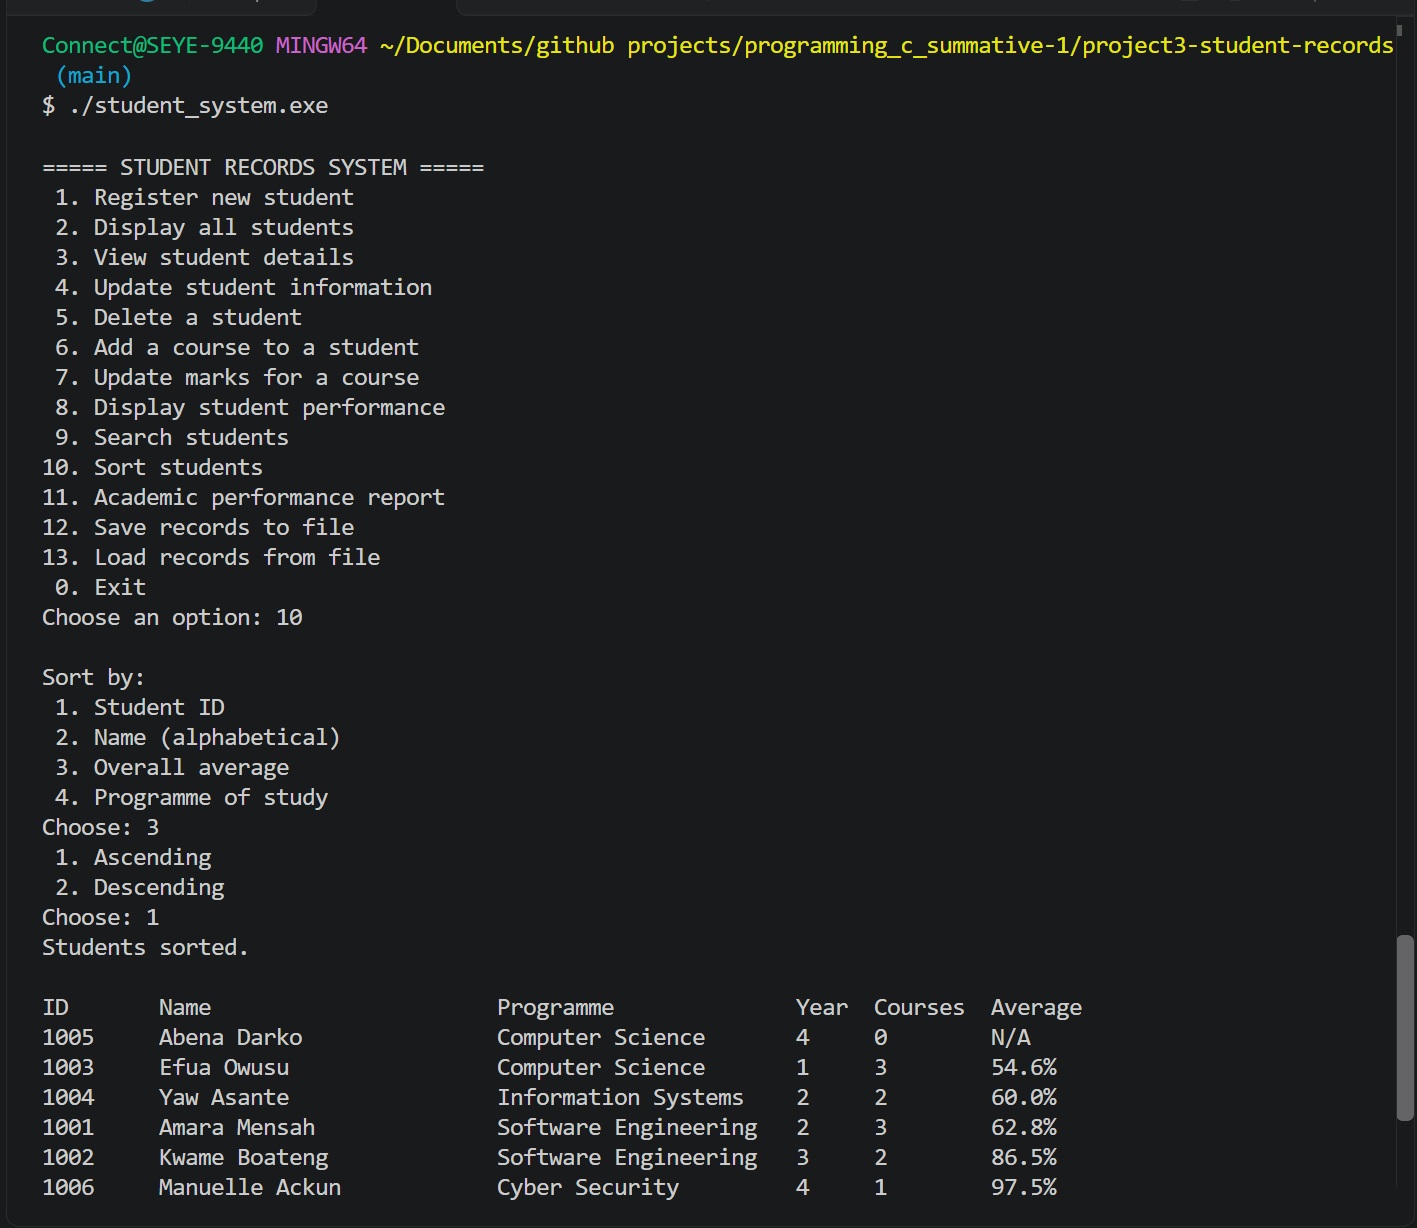 Connect@SEYE-9440 MINGW64 ~/Documents/github projects/programming_c_summative-1/project3-student-records
(main)
$ ./student_system.exe
===== STUDENT RECORDS SYSTEM =====
1. Register new student
2. Display all students
3. View student details
4. Update student information
5. Delete a student
6. Add a course to a student
7. Update marks for a course
8. Display student performance
9. Search students
10. Sort students
11. Academic performance report
12. Save records to file
13. Load records from file
0. Exit
Choose an option: 10
Sort by:
1. Student ID
2. Name (alphabetical)
3. Overall average
4. Programme of study
Choose: 3
1. Ascending
2. Descending
Choose: 1
Students sorted.
ID Name Programme Year Courses Average
1005 Abena Darko Computer Science 4 0 N/A
1003 Efua Owusu Computer Science 1 3 54.6%
1004 Yaw Asante Information Systems 2 2 60.0%
1001 Amara Mensah Software Engineering 2 3 62.8%
1002 Kwame Boateng Software Engineering 3 2 86.5%
1006 Manuelle Ackun Cyber Security 4 1 97.5%